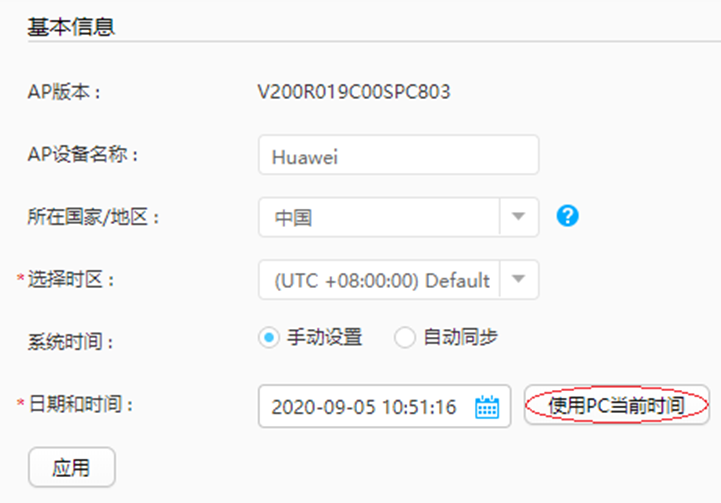 基本信息
AP版本： V200R019C00SPC803
AP设备名称： Huawei
所在国家/地区： 中国 ?
*选择时区： (UTC +08:00:00) Default
系统时间： 手动设置 自动同步
*日期和时间： 2020-09-05 10:51:16 使用PC当前时间
应用